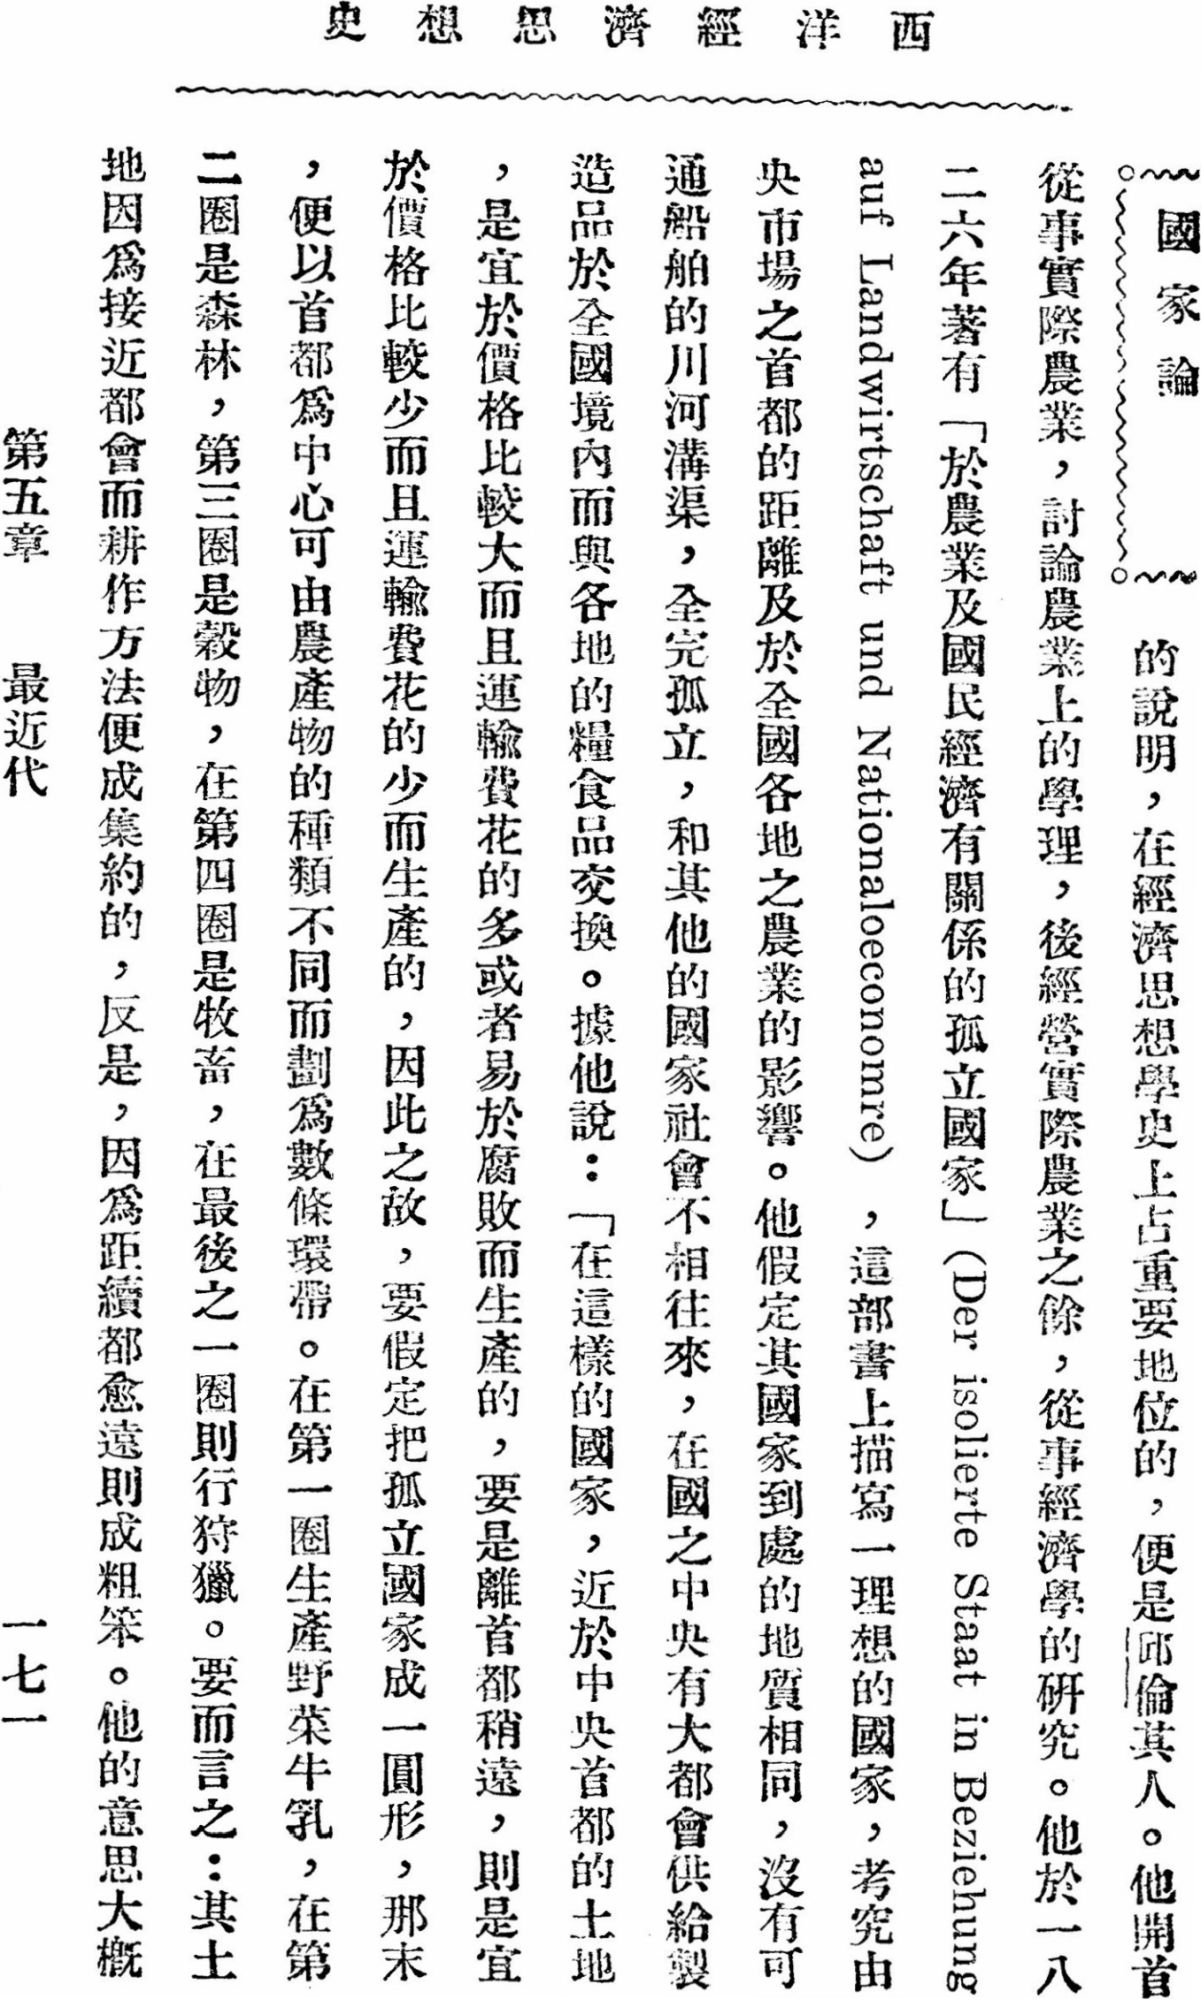 西洋經濟思想史
國家論
的說明，在經濟思想學史上占重要地位的，便是邱倫其人。他開首
從事實際農業，討論農業上的學理，後經營實際農業之餘，從事經濟學的研究。他於一八
二六年著有「於農業及國民經濟有關係的孤立國家」(Der isolierte Staat in Beziehung
auf Landwirtschaft und Nationaloeconomre)，這部書上描寫一理想的國家，考究由
央市場之首都的距離及於全國各地之農業的影響。他假定其國家到處的地質相同，沒有可
通船舶的川河溝渠，全完孤立，和其他的國家社會不相往來，在國之中央有大都會供給製
造品於全國境內而與各地的糧食品交換。據他說：「在這樣的國家，近於中央首都的土地
，是宜於價格比較大而且運輸費花的多或者易於腐敗而生產的，要是離首都稍遠，則是宜
於價格比較少而且運輸費花的少而生產的，因此之故，要假定把孤立國家成一圓形，那末
，便以首都爲中心可由農產物的種類不同而劃爲數條環帶。在第一圈生產野菜牛乳，在第
二圈是森林，第三圈是穀物，在第四圈是牧畜，在最後之一圈則行狩獵。要而言之：其土
地因爲接近都會而耕作方法便成集約的，反是，因爲距續都愈遠則成粗笨。他的意思大槪
第五章　最近代　一七一